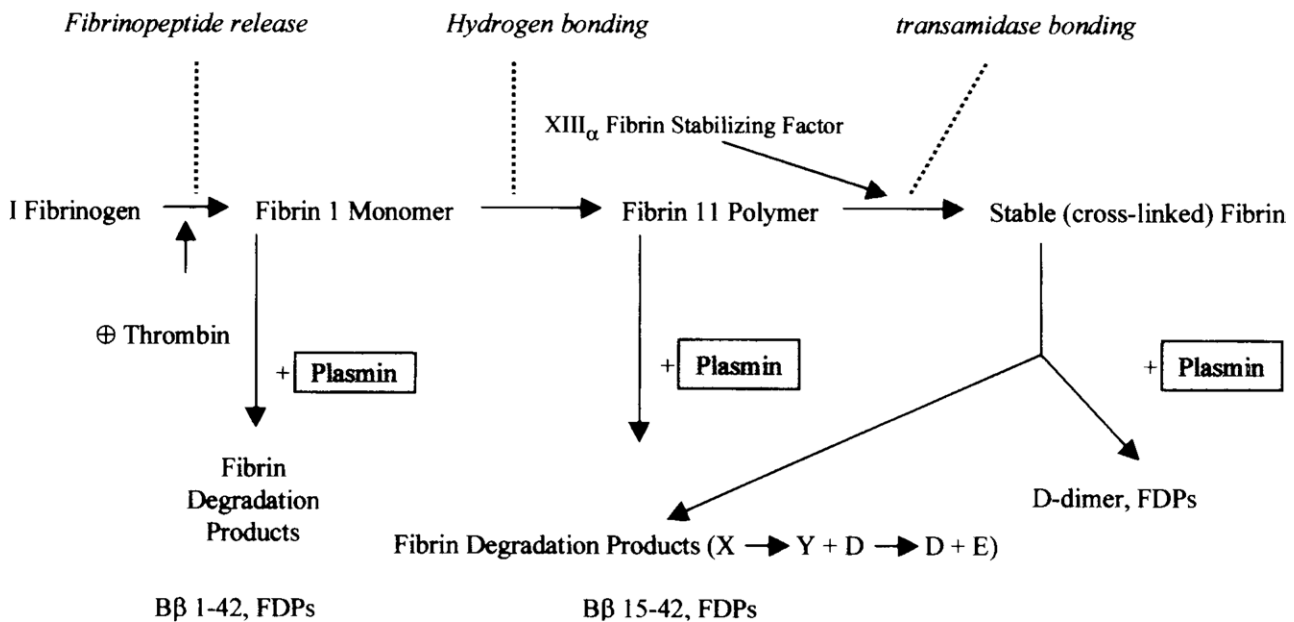 Fibrinopeptide release Hydrogen bonding transamidase bonding
XIIIα Fibrin Stabilizing Factor
I Fibrinogen Fibrin 1 Monomer Fibrin 11 Polymer Stable (cross-linked) Fibrin
⊕ Thrombin
+ Plasmin + Plasmin + Plasmin
Fibrin
Degradation
Products
D-dimer, FDPs
Fibrin Degradation Products (X → Y + D → D + E)
Bβ 1-42, FDPs Bβ 15-42, FDPs